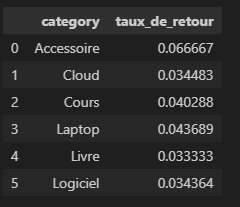 category taux_de_retour
0 Accessoire 0.066667
1 Cloud 0.034483
2 Cours 0.040288
3 Laptop 0.043689
4 Livre 0.033333
5 Logiciel 0.034364